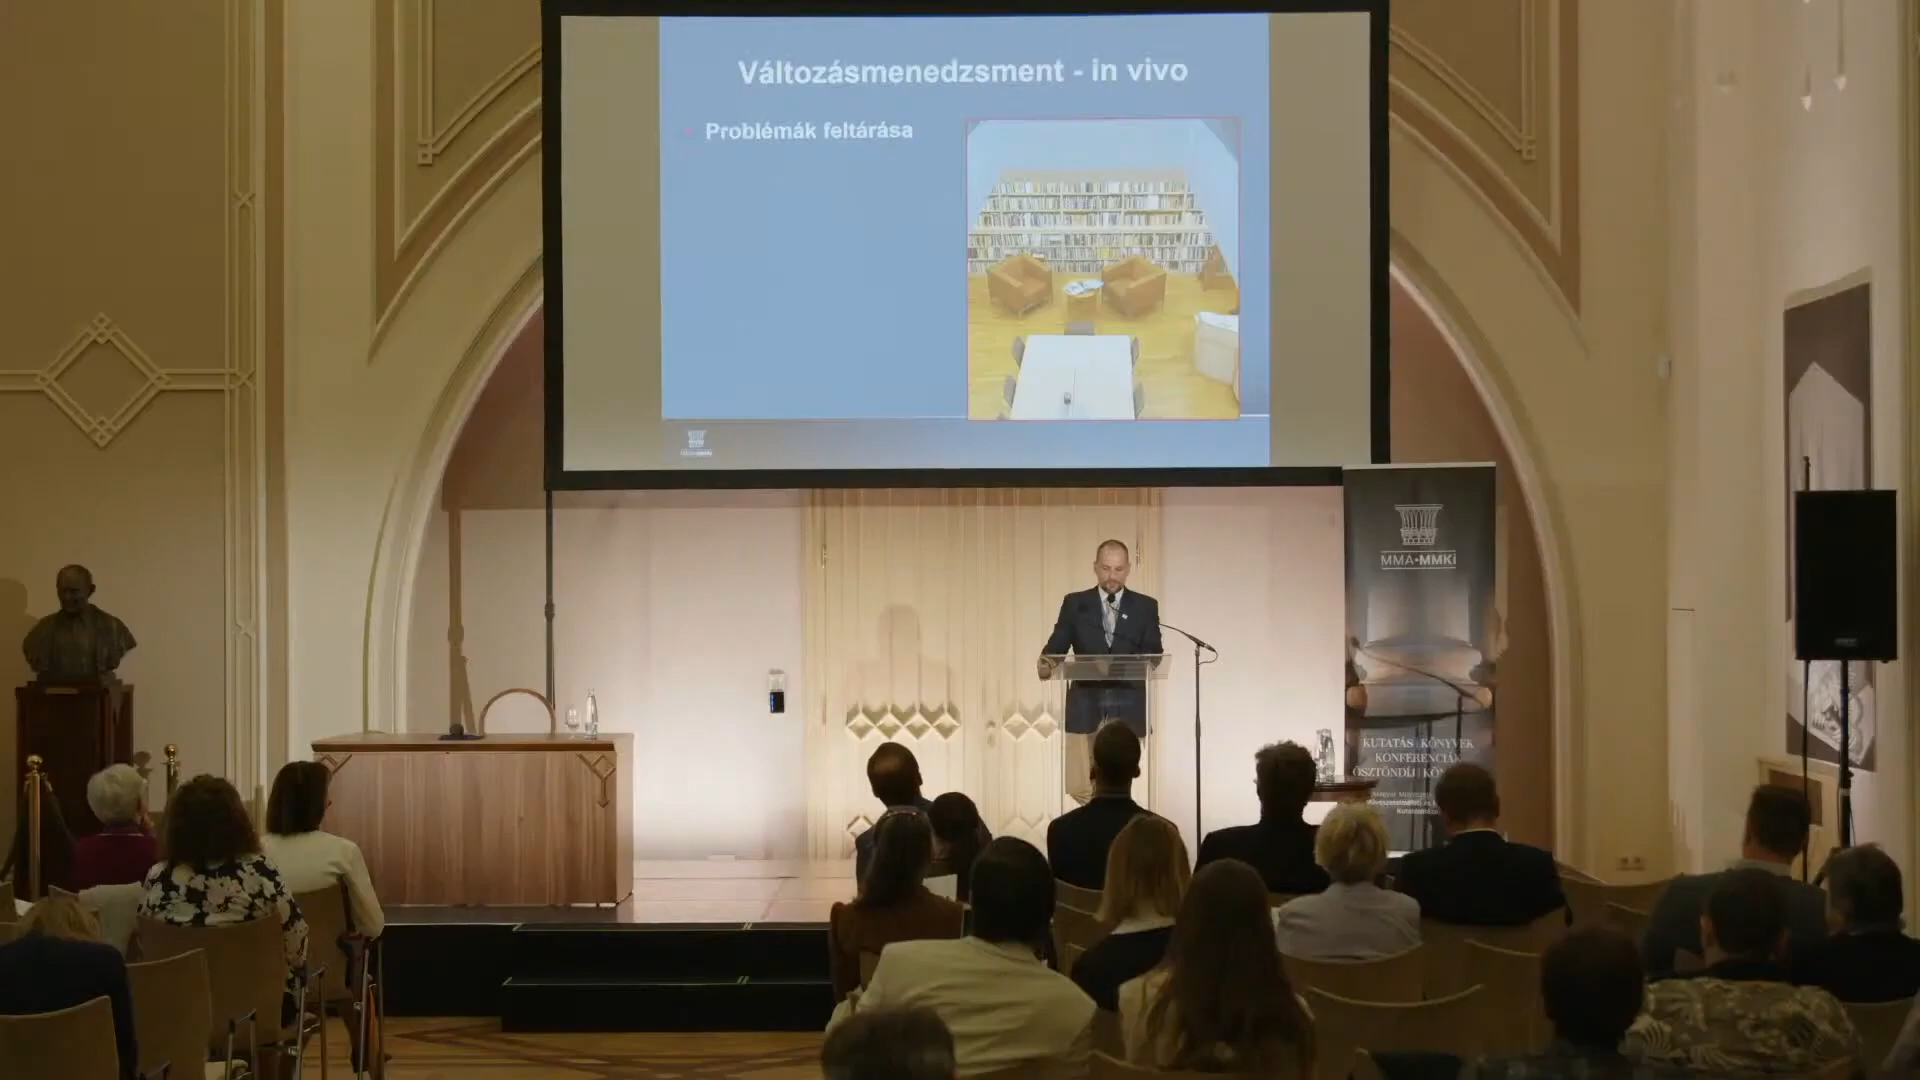 Változásmenedzsment - in vivo
Problémák feltárása
MMA•MMKI
KUTATÁS KÖNYVEK
KONFERENCIÁK
ÖSZTÖNDÍJ